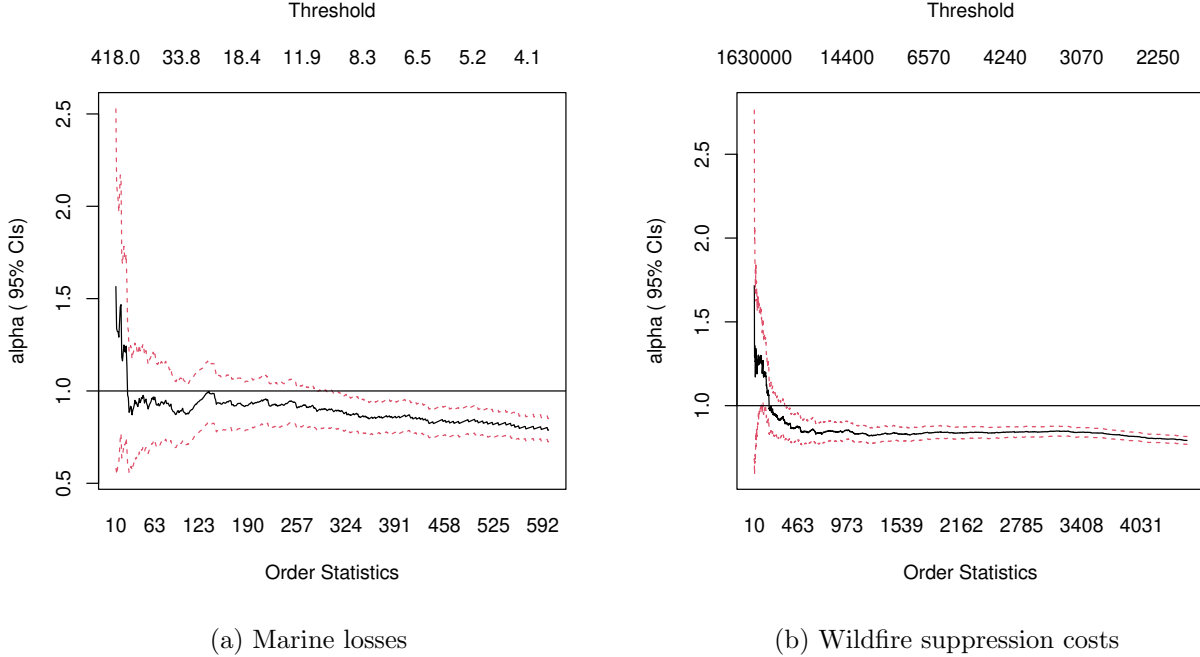 Threshold
418.0 33.8 18.4 11.9 8.3 6.5 5.2 4.1
2.5
2.0
1.5
1.0
0.5
alpha ( 95% CIs)
10 63 123 190 257 324 391 458 525 592
Order Statistics
(a) Marine losses
Threshold
1630000 14400 6570 4240 3070 2250
2.5
2.0
1.5
1.0
alpha ( 95% CIs)
10 463 973 1539 2162 2785 3408 4031
Order Statistics
(b) Wildfire suppression costs